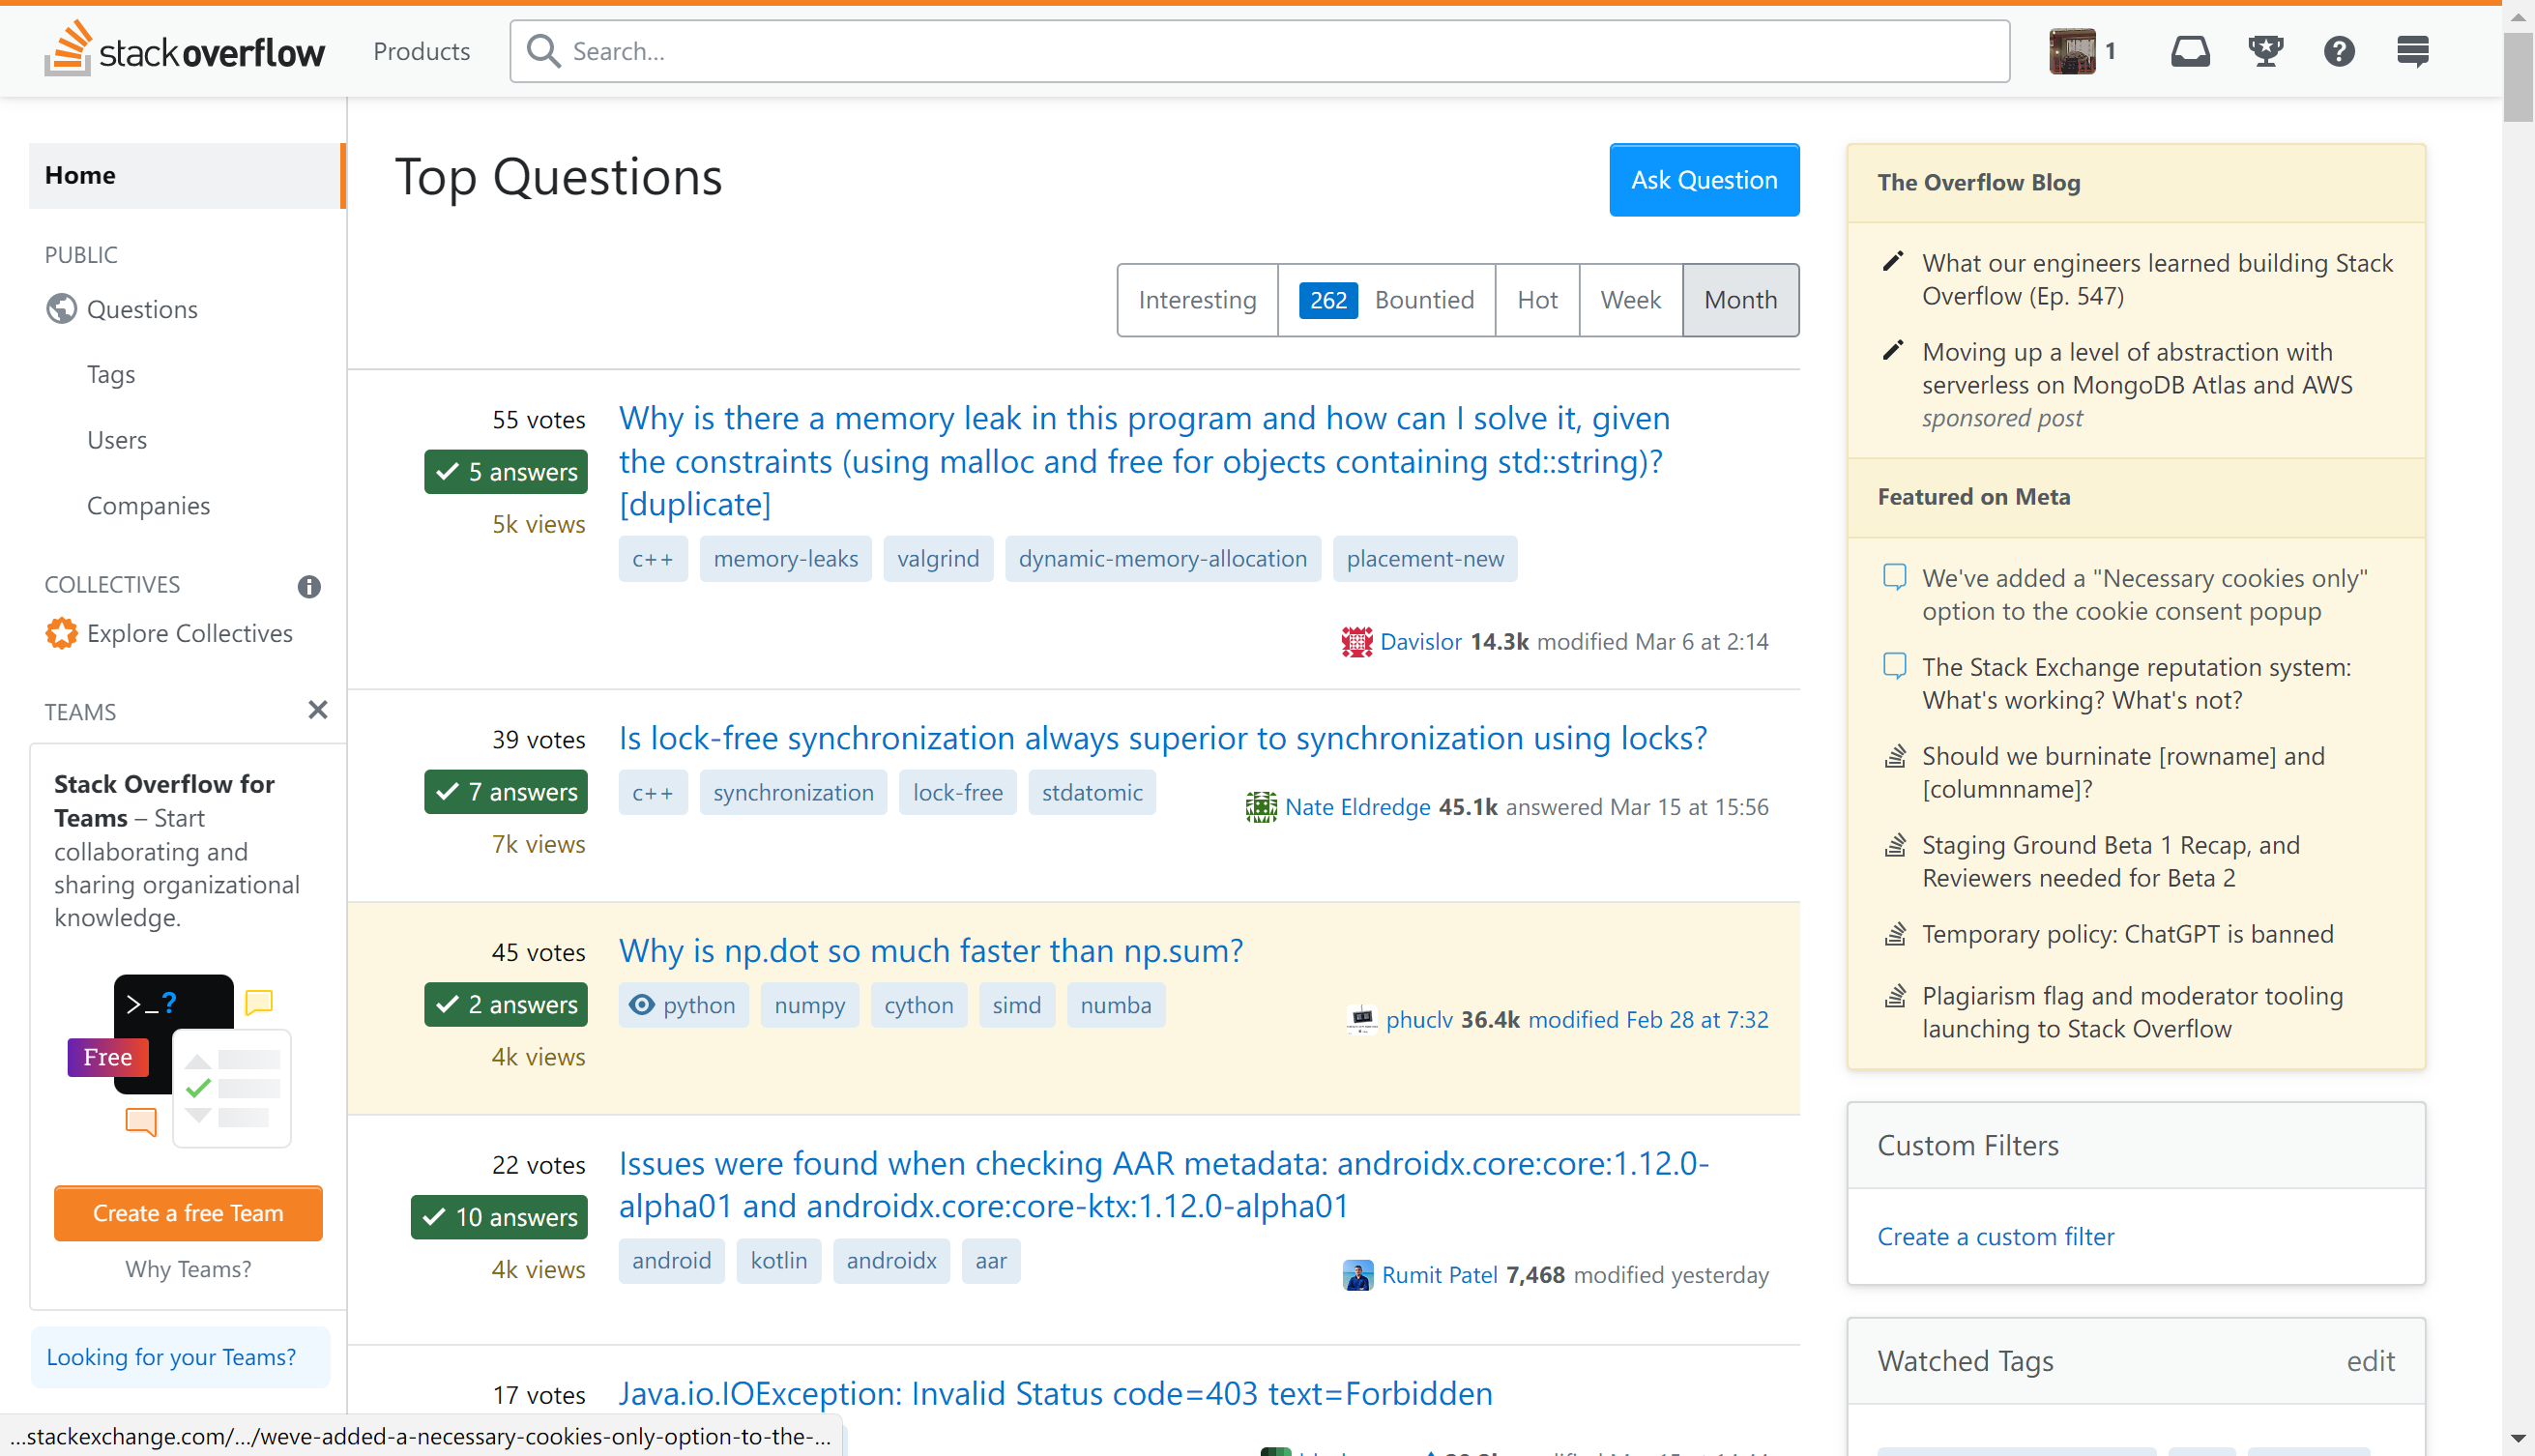 stack overflow
Products
Search...
1
Home
PUBLIC
Questions
Tags
Users
Companies
COLLECTIVES
Explore Collectives
TEAMS
Stack Overflow for
Teams – Start
collaborating and
sharing organizational
knowledge.
>_?
Free
Create a free Team
Why Teams?
Looking for your Teams?
Top Questions
Ask Question
Interesting
262 Bountied
Hot
Week
Month
55 votes
5 answers
5k views
Why is there a memory leak in this program and how can I solve it, given
the constraints (using malloc and free for objects containing std::string)?
[duplicate]
c++ memory-leaks valgrind dynamic-memory-allocation placement-new
Davislor 14.3k modified Mar 6 at 2:14
39 votes
7 answers
7k views
Is lock-free synchronization always superior to synchronization using locks?
c++ synchronization lock-free stdatomic
Nate Eldredge 45.1k answered Mar 15 at 15:56
45 votes
2 answers
4k views
Why is np.dot so much faster than np.sum?
python numpy cython simd numba
phuclv 36.4k modified Feb 28 at 7:32
22 votes
10 answers
4k views
Issues were found when checking AAR metadata: androidx.core:core:1.12.0-
alpha01 and androidx.core:core-ktx:1.12.0-alpha01
android kotlin androidx aar
Rumit Patel 7,468 modified yesterday
17 votes
Java.io.IOException: Invalid Status code=403 text=Forbidden
The Overflow Blog
What our engineers learned building Stack
Overflow (Ep. 547)
Moving up a level of abstraction with
serverless on MongoDB Atlas and AWS
sponsored post
Featured on Meta
We've added a "Necessary cookies only"
option to the cookie consent popup
The Stack Exchange reputation system:
What's working? What's not?
Should we burninate [rowname] and
[columnname]?
Staging Ground Beta 1 Recap, and
Reviewers needed for Beta 2
Temporary policy: ChatGPT is banned
Plagiarism flag and moderator tooling
launching to Stack Overflow
Custom Filters
Create a custom filter
Watched Tags
edit
...stackexchange.com/.../weve-added-a-necessary-cookies-only-option-to-the-...